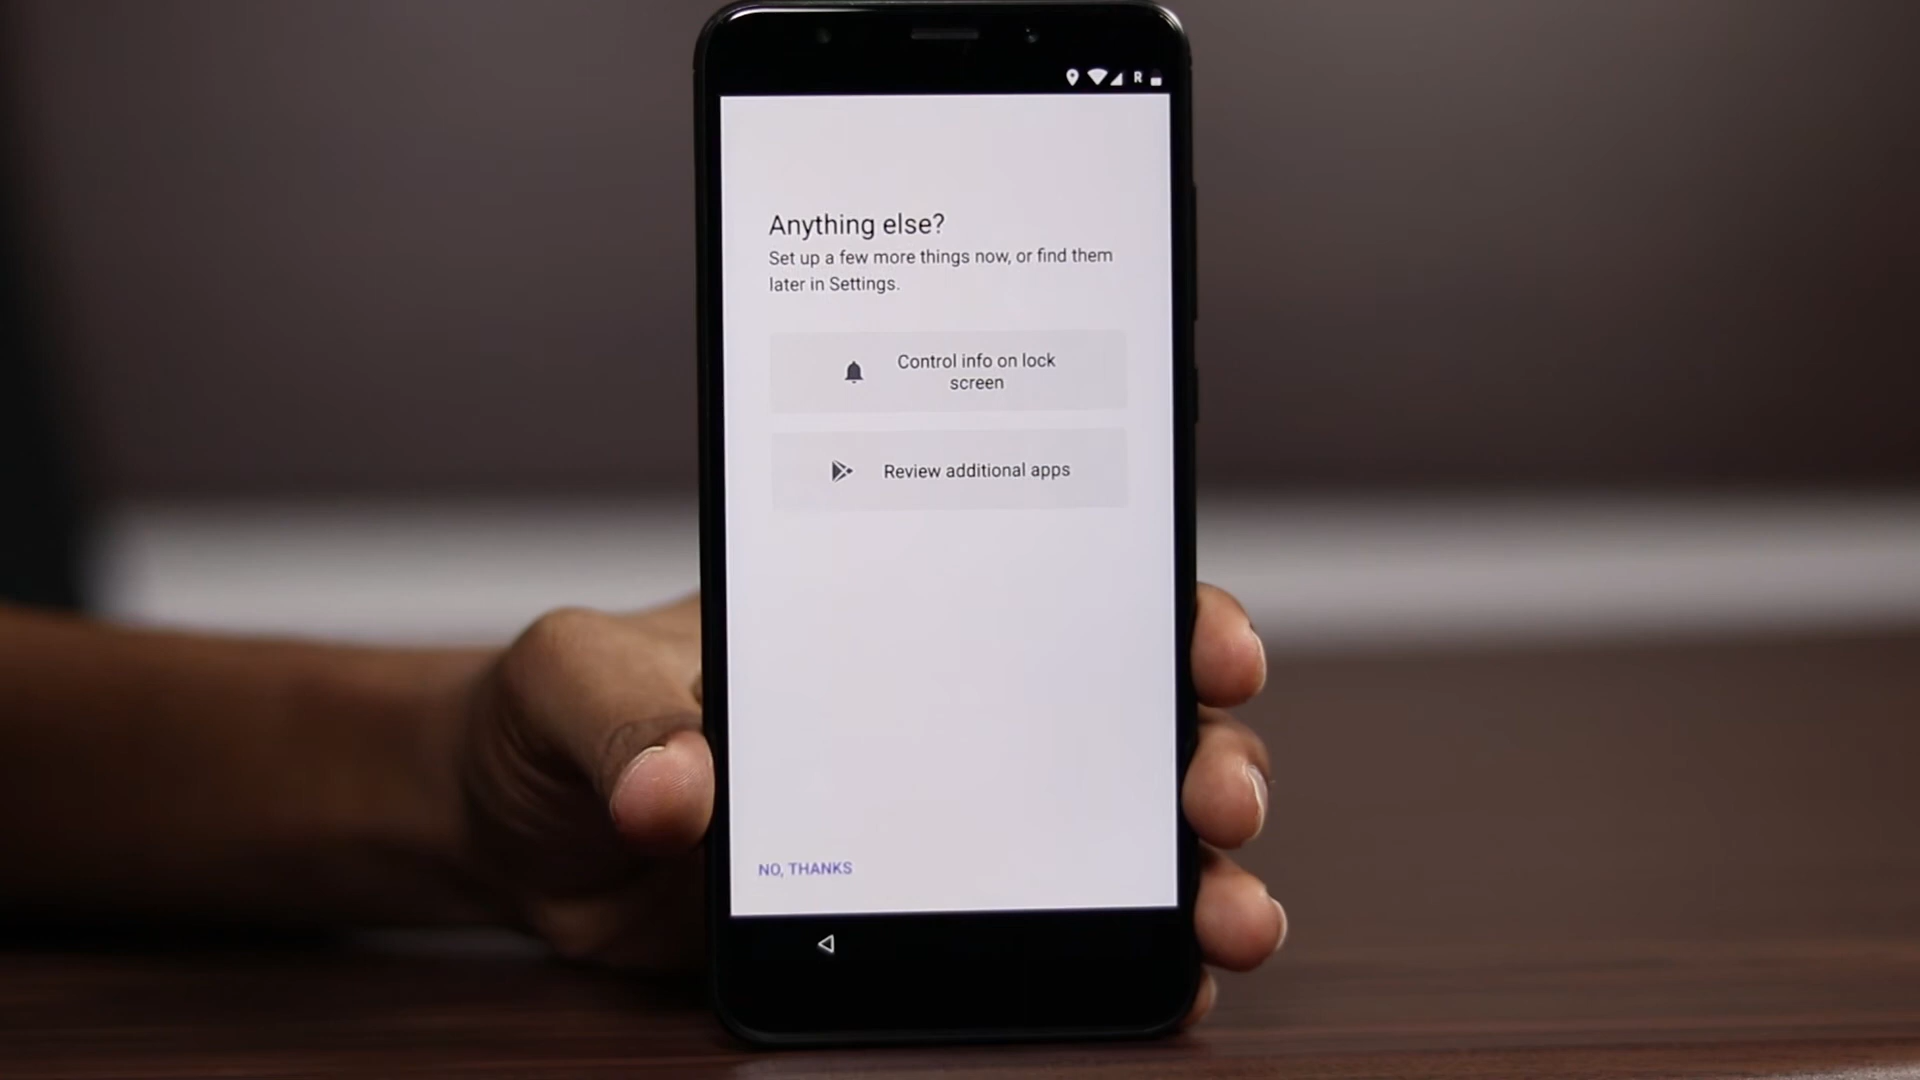 R
Anything else?
Set up a few more things now, or find them
later in Settings.
Control info on lock
screen
Review additional apps
NO, THANKS